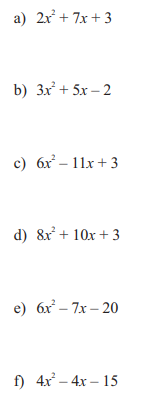 a) 2x² + 7x + 3
b) 3x² + 5x – 2
c) 6x² – 11x + 3
d) 8x² + 10x + 3
e) 6x² – 7x – 20
f) 4x² – 4x – 15